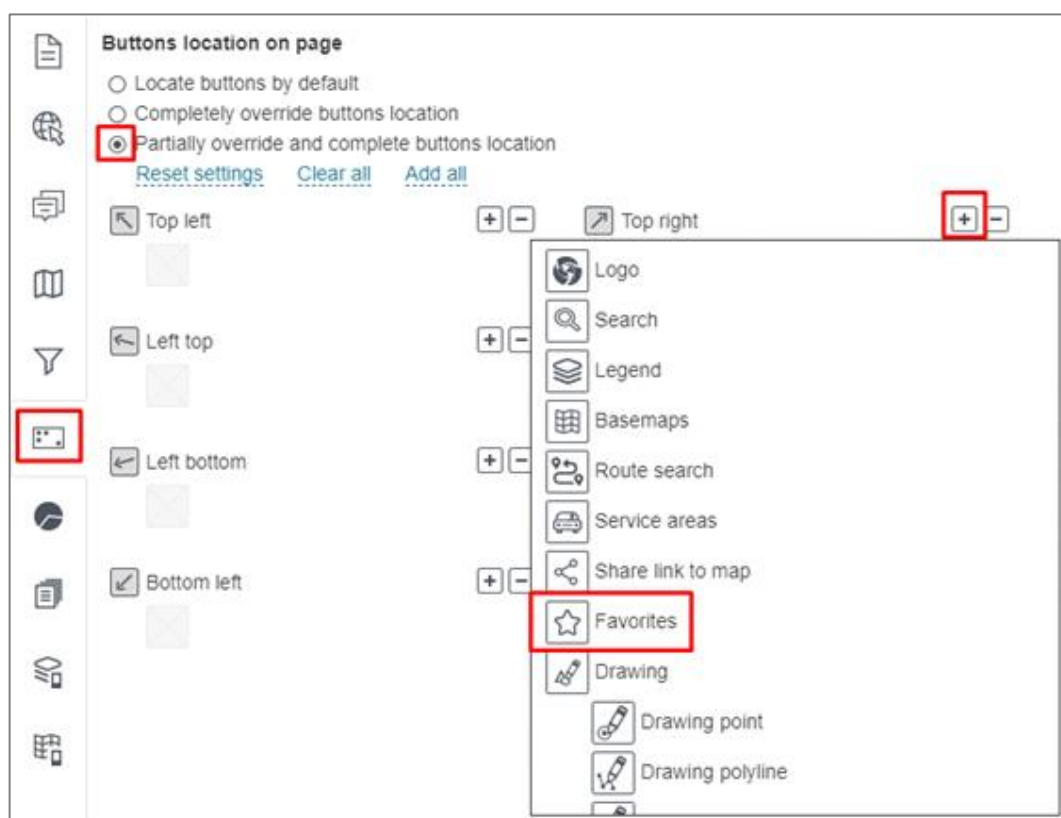 Buttons location on page
Locate buttons by default
Completely override buttons location
Partially override and complete buttons location
Reset settings Clear all Add all
Top left + − Top right + −
Logo
Search
Left top + −
Legend
Basemaps
Left bottom + −
Route search
Service areas
Share link to map
Bottom left + −
Favorites
Drawing
Drawing point
Drawing polyline